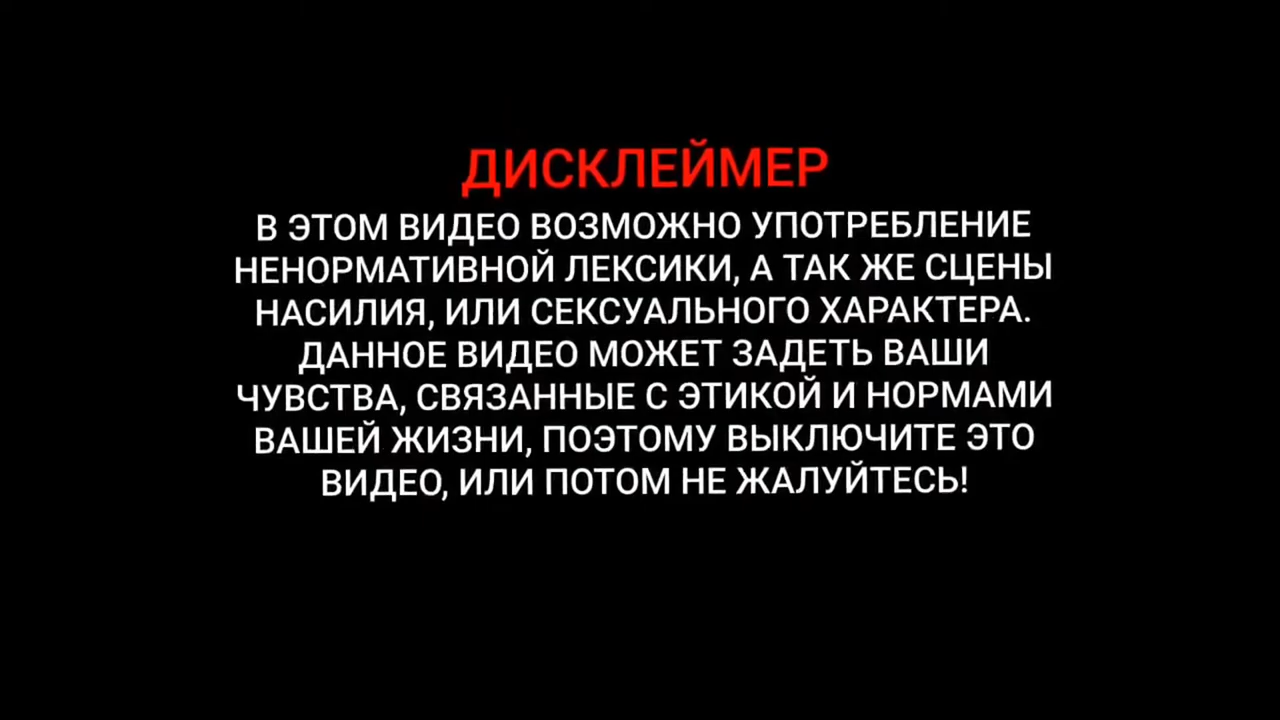 ДИСКЛЕЙМЕР
В ЭТОМ ВИДЕО ВОЗМОЖНО УПОТРЕБЛЕНИЕ
НЕНОРМАТИВНОЙ ЛЕКСИКИ, А ТАК ЖЕ СЦЕНЫ
НАСИЛИЯ, ИЛИ СЕКСУАЛЬНОГО ХАРАКТЕРА.
ДАННОЕ ВИДЕО МОЖЕТ ЗАДЕТЬ ВАШИ
ЧУВСТВА, СВЯЗАННЫЕ С ЭТИКОЙ И НОРМАМИ
ВАШЕЙ ЖИЗНИ, ПОЭТОМУ ВЫКЛЮЧИТЕ ЭТО
ВИДЕО, ИЛИ ПОТОМ НЕ ЖАЛУЙТЕСЬ!